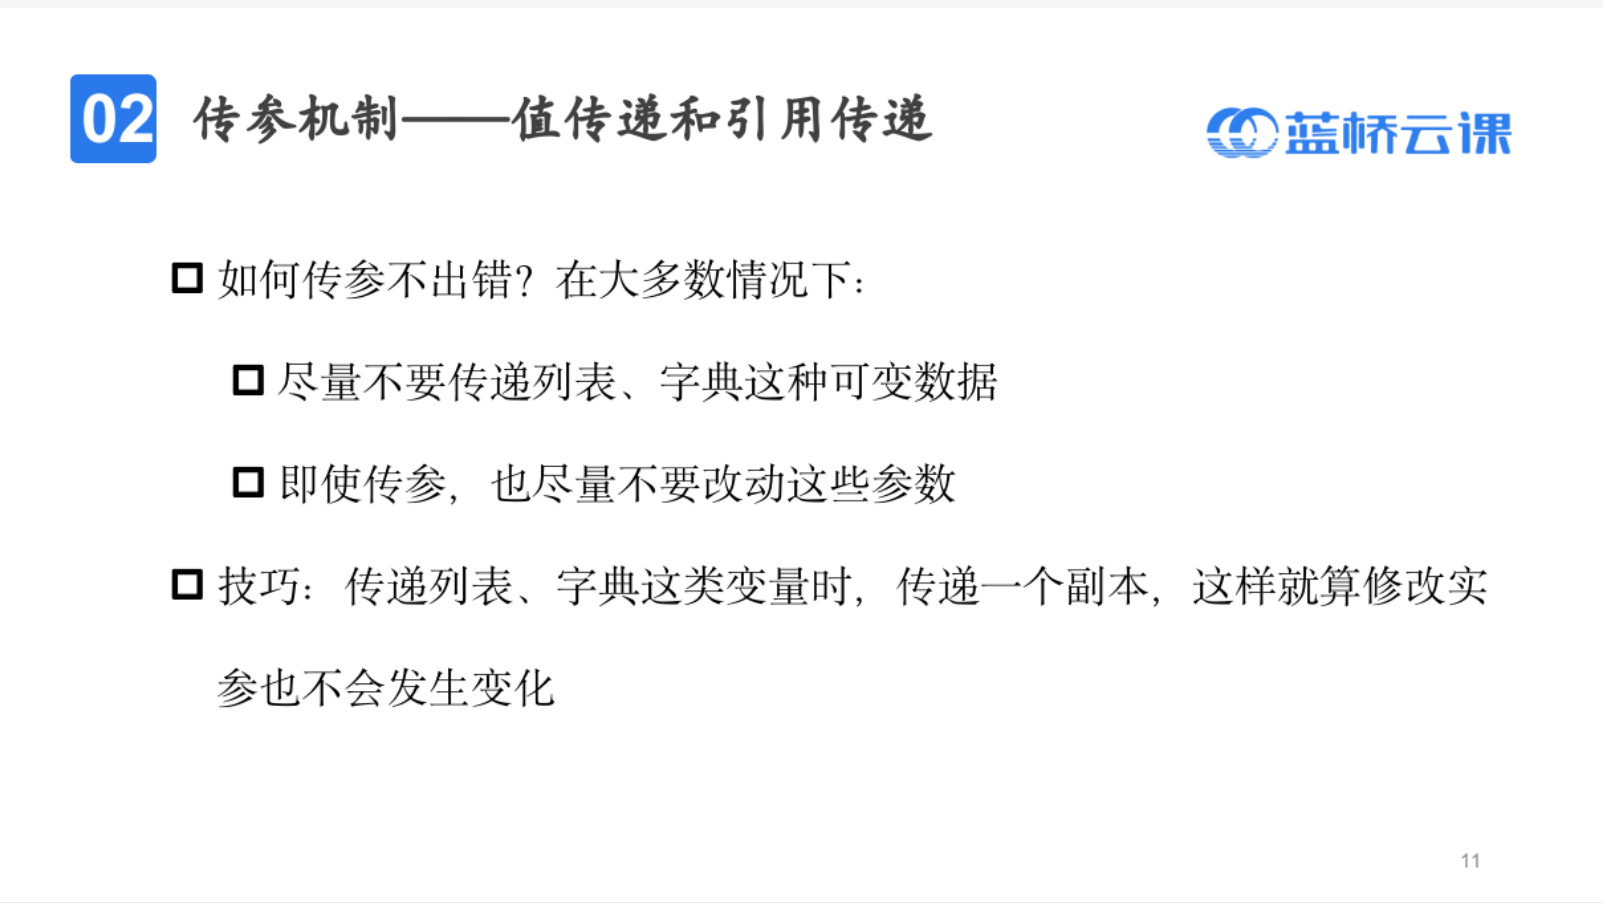 02 传参机制——值传递和引用传递
蓝桥云课
如何传参不出错？在大多数情况下：
尽量不要传递列表、字典这种可变数据
即使传参，也尽量不要改动这些参数
技巧：传递列表、字典这类变量时，传递一个副本，这样就算修改实
参也不会发生变化
11